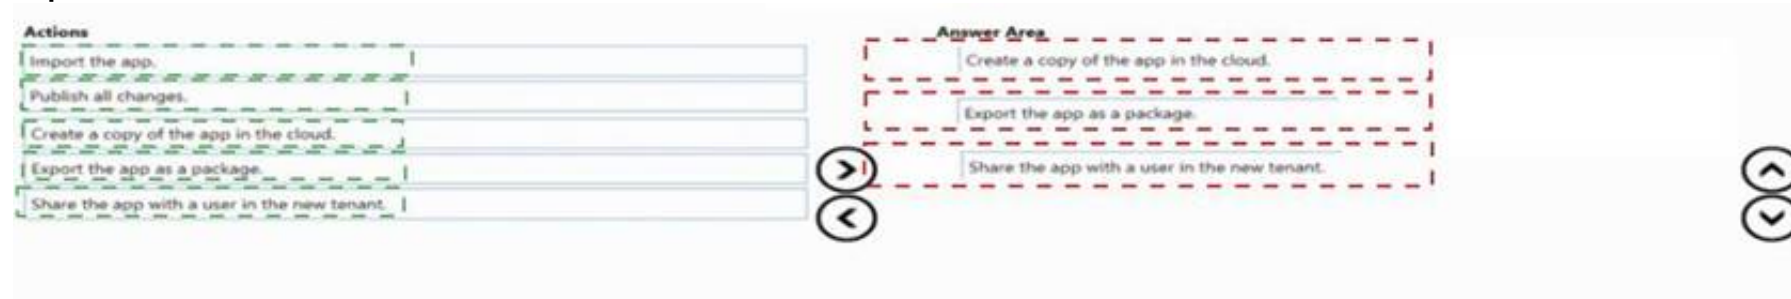 Actions
Import the app.
Publish all changes.
Create a copy of the app in the cloud.
Export the app as a package.
Share the app with a user in the new tenant.
Answer Area
Create a copy of the app in the cloud.
Export the app as a package.
Share the app with a user in the new tenant.